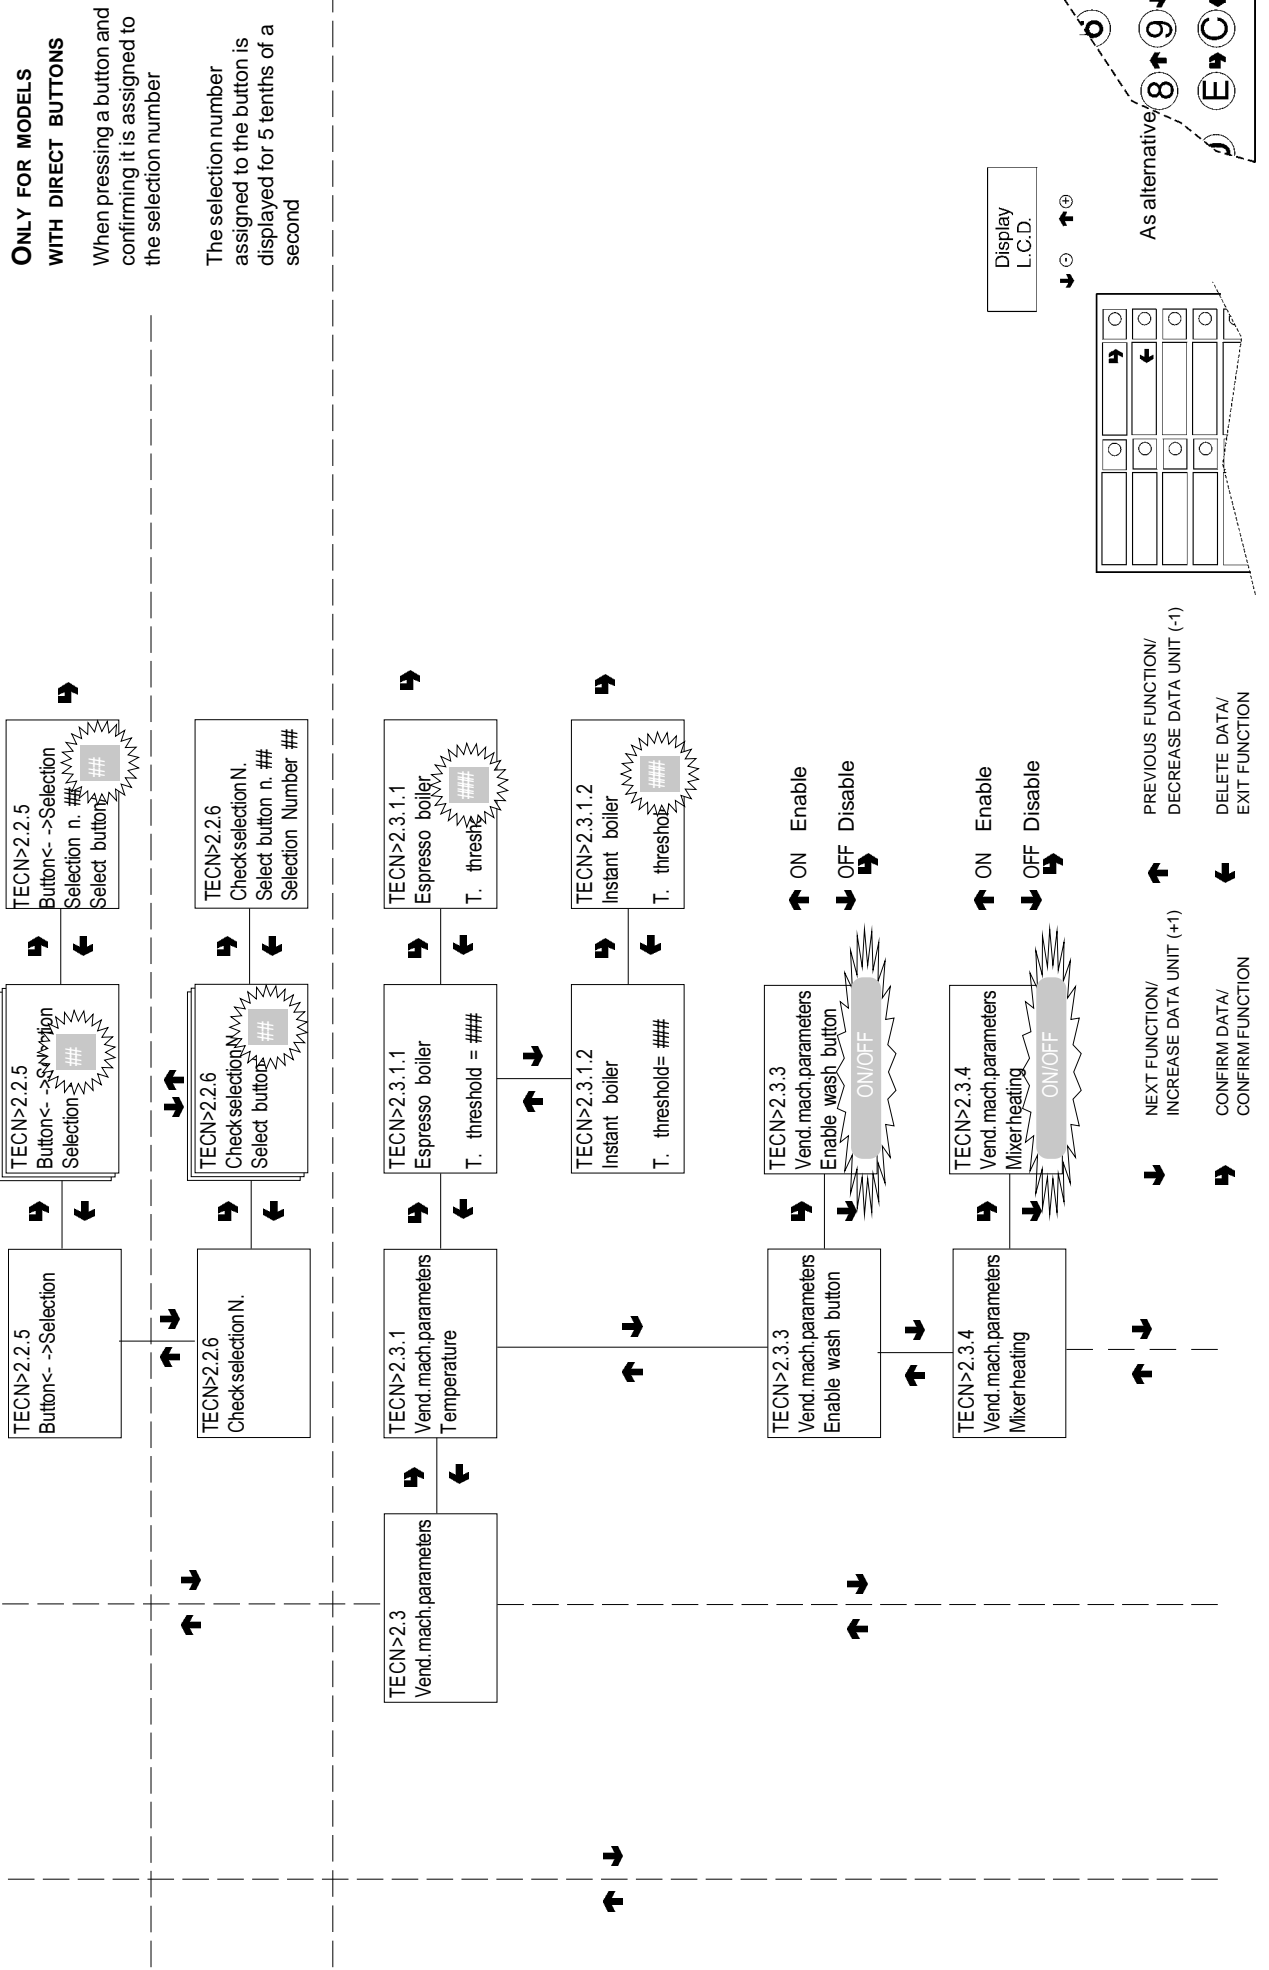 TECN>2.2.5
Button<- ->Selection
TECN>2.2.5
Button<- ->Selection
Selection
##
TECN>2.2.5
Button<- ->Selection
Selection n. ##
Select button
##
ONLY FOR MODELS
WITH DIRECT BUTTONS
When pressing a button and
confirming it is assigned to
the selection number
TECN>2.2.6
Check selection N.
TECN>2.2.6
Check selection N.
Select button
##
TECN>2.2.6
Check selection N.
Select button n. ##
Selection Number ##
The selection number
assigned to the button is
displayed for 5 tenths of a
second
TECN>2.3
Vend. mach. parameters
TECN>2.3.1
Vend. mach. parameters
Temperature
TECN>2.3.1.1
Espresso boiler
T. threshold = ###
TECN>2.3.1.1
Espresso boiler
T. thresh
###
TECN>2.3.1.2
Instant boiler
T. threshold= ###
TECN>2.3.1.2
Instant boiler
T. threshol
###
TECN>2.3.3
Vend. mach. parameters
Enable wash button
TECN>2.3.3
Vend. mach. parameters
Enable wash button
ON/OFF
ON Enable
OFF Disable
TECN>2.3.4
Vend. mach. parameters
Mixer heating
TECN>2.3.4
Vend. mach. parameters
Mixer heating
ON/OFF
ON Enable
OFF Disable
NEXT FUNCTION/
INCREASE DATA UNIT (+1)
PREVIOUS FUNCTION/
DECREASE DATA UNIT (-1)
CONFIRM DATA/
CONFIRM FUNCTION
DELETE DATA/
EXIT FUNCTION
Display
L.C.D.
- +
As alternative
6
8 9
E C